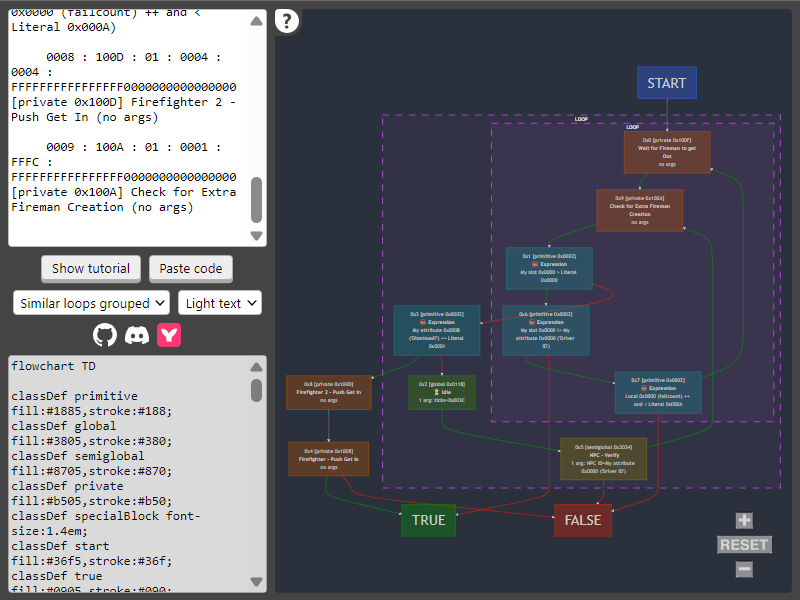 0x0000 (failcount) ++ and <
Literal 0x000A)
0008 : 100D : 01 : 0004 :
0004 :
FFFFFFFFFFFFFFFF0000000000000000
[private 0x100D] Firefighter 2 -
Push Get In (no args)
0009 : 100A : 01 : 0001 :
FFFC :
FFFFFFFFFFFFFFFF0000000000000000
[private 0x100A] Check for Extra
Fireman Creation (no args)
Show tutorial
Paste code
Similar loops grouped
Light text
flowchart TD
classDef primitive
fill:#1885,stroke:#188;
classDef global
fill:#3805,stroke:#380;
classDef semiglobal
fill:#8705,stroke:#870;
classDef private
fill:#b505,stroke:#b50;
classDef specialBlock font-
size:1.4em;
classDef start
fill:#36f5,stroke:#36f;
classDef true
fill:#0905,stroke:#090;
?
START
LOOP
LOOP
0x0 [private 0x100F]
Wait for Fireman to get
Out
no args
0x9 [private 0x100A]
Check for Extra Fireman
Creation
no args
0x1 [primitive 0x0002]
Expression
My slot 0x0000 > Literal
0x0000
0x3 [primitive 0x0002]
Expression
My attribute 0x0008
('Dismissed?') == Literal
0x0001
0x6 [primitive 0x0002]
Expression
My slot 0x0000 != My
attribute 0x0000 ('Driver
ID')
0x8 [private 0x100D]
Firefighter 2 - Push Get In
no args
0x2 [global 0x0118]
Idle
1 arg: ticks=0x003C
0x7 [primitive 0x0002]
Expression
Local 0x0000 (failcount) ++
and < Literal 0x000A
0x4 [private 0x1008]
Firefighter - Push Get In
no args
0x5 [semiglobal 0x2034]
NPC - Verify
1 arg: NPC ID=My attribute
0x0000 ('Driver ID')
TRUE
FALSE
RESET